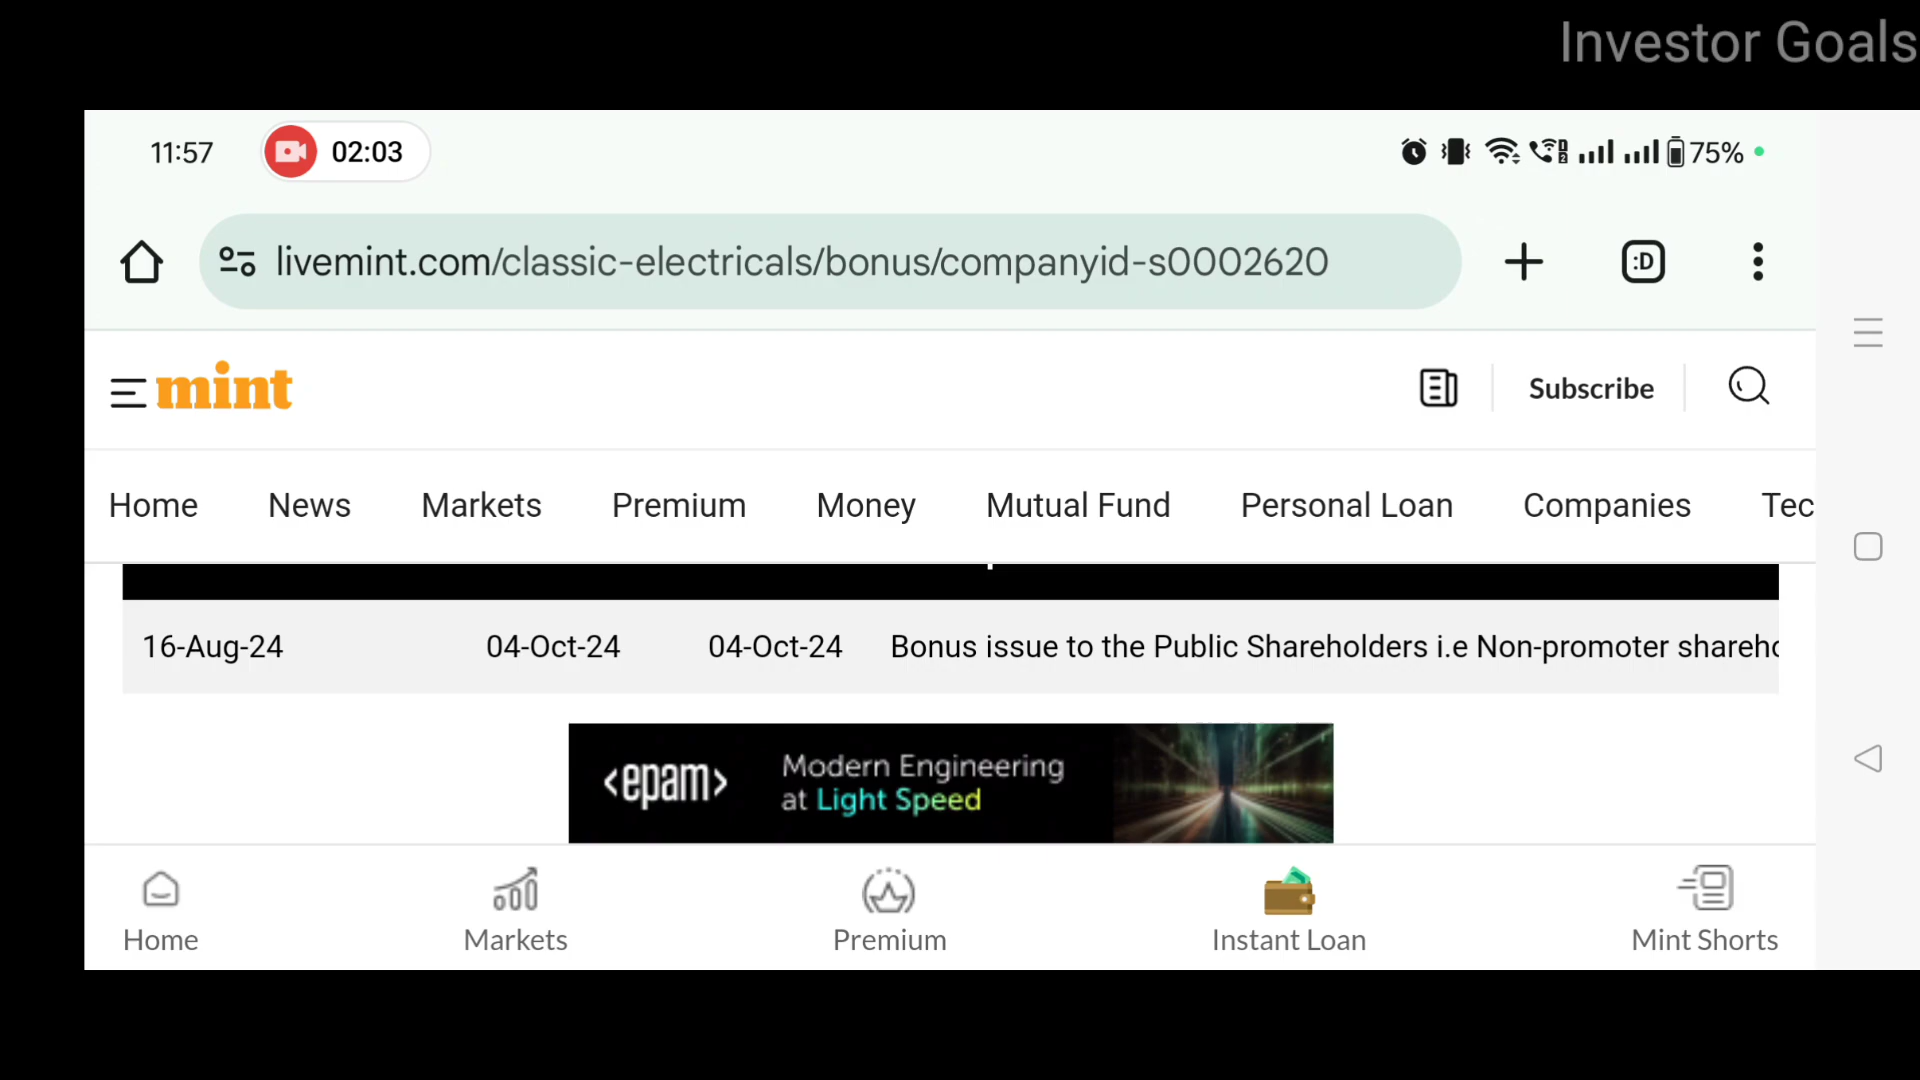 Investor Goals
11:57 02:03 75%
livemint.com/classic-electricals/bonus/companyid-s0002620 :D
mint Subscribe
Home News Markets Premium Money Mutual Fund Personal Loan Companies Tec
16-Aug-24 04-Oct-24 04-Oct-24 Bonus issue to the Public Shareholders i.e Non-promoter shareho
<epam> Modern Engineering
at Light Speed
Home Markets Premium Instant Loan Mint Shorts